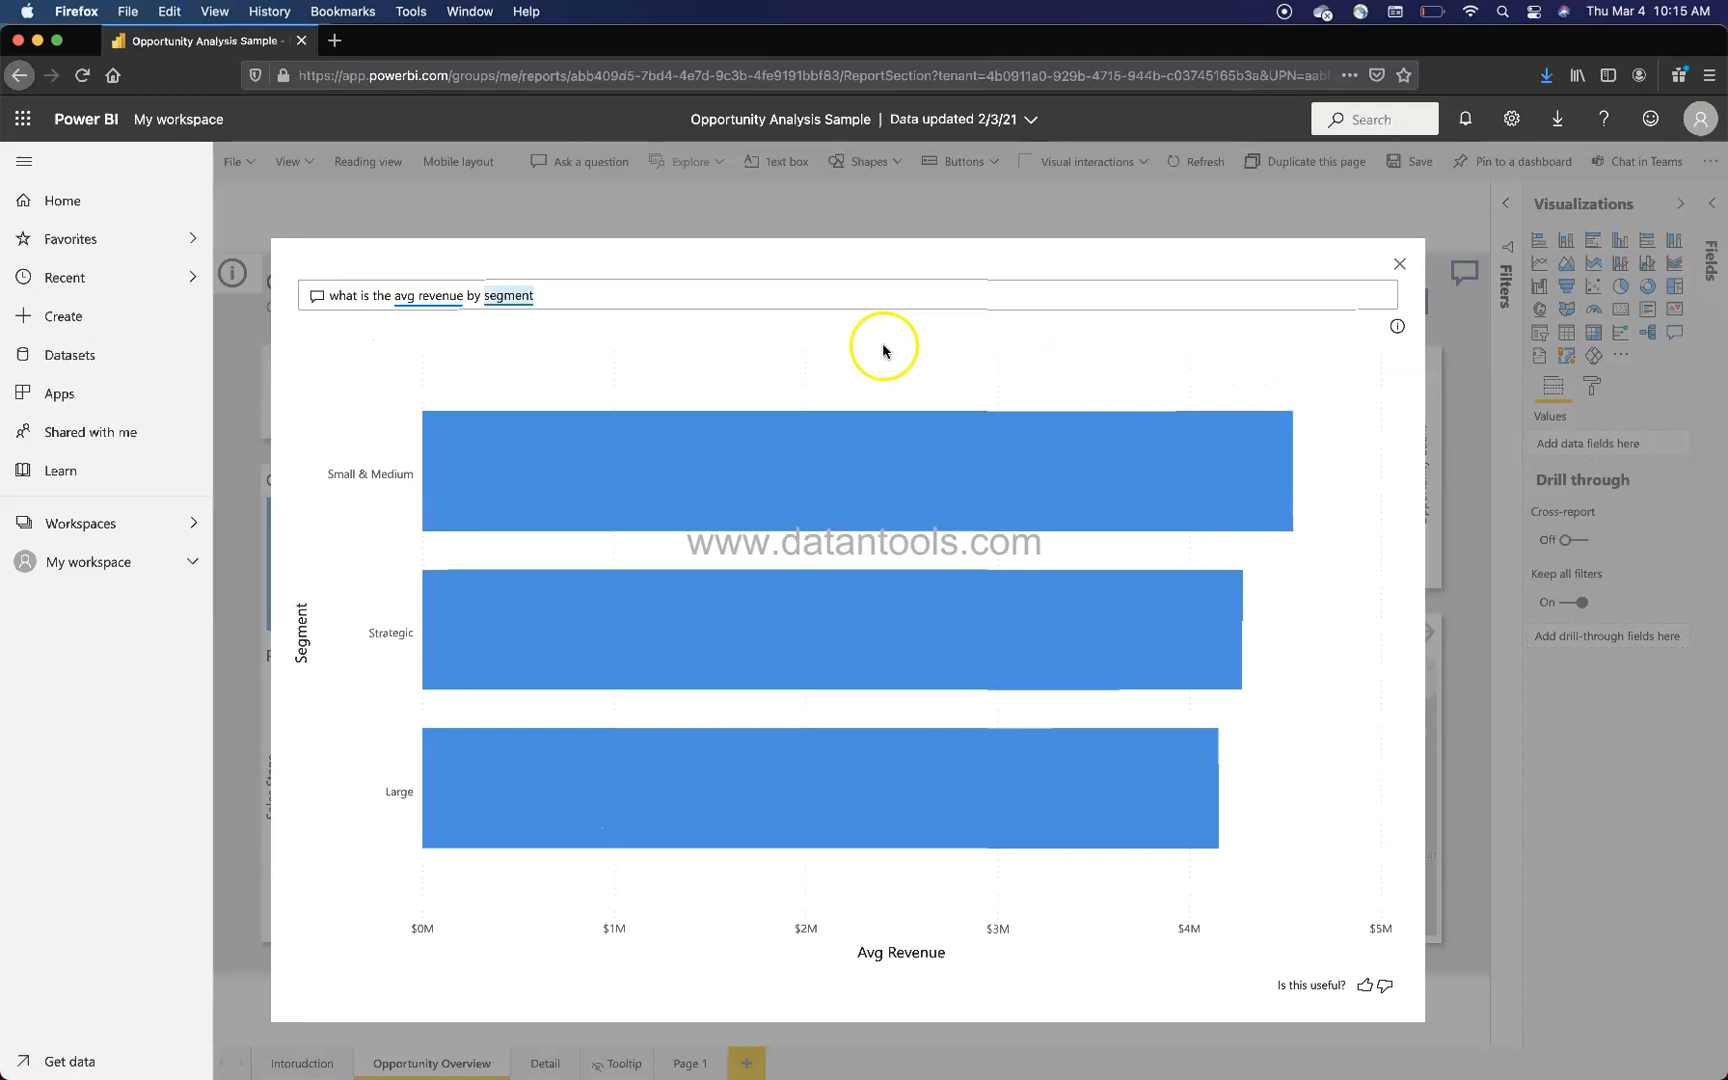 Firefox File Edit View History Bookmarks Tools Window Help Thu Mar 4 10:15 AM
Opportunity Analysis Sample -
https://app.powerbi.com/groups/me/reports/abb409d5-7bd4-4e7d-9c3b-4fe9191bbf83/ReportSection?tenant=4b0911a0-929b-4715-944b-c03745165b3a&UPN=aabl
Power BI My workspace Opportunity Analysis Sample | Data updated 2/3/21 Search
File View Reading view Mobile layout Ask a question Explore Text box Shapes Buttons Visual interactions Refresh Duplicate this page Save Pin to a dashboard Chat in Teams
Home
Favorites
Recent
Create
Datasets
Apps
Shared with me
Learn
Workspaces
My workspace
Get data
what is the avg revenue by segment
Small & Medium
www.datantools.com
Strategic
Large
Segment
$0M $1M $2M $3M $4M $5M
Avg Revenue
Is this useful?
Filters
Visualizations
Fields
Values
Add data fields here
Drill through
Cross-report
Off
Keep all filters
On
Add drill-through fields here
Intorudction Opportunity Overview Detail Tooltip Page 1